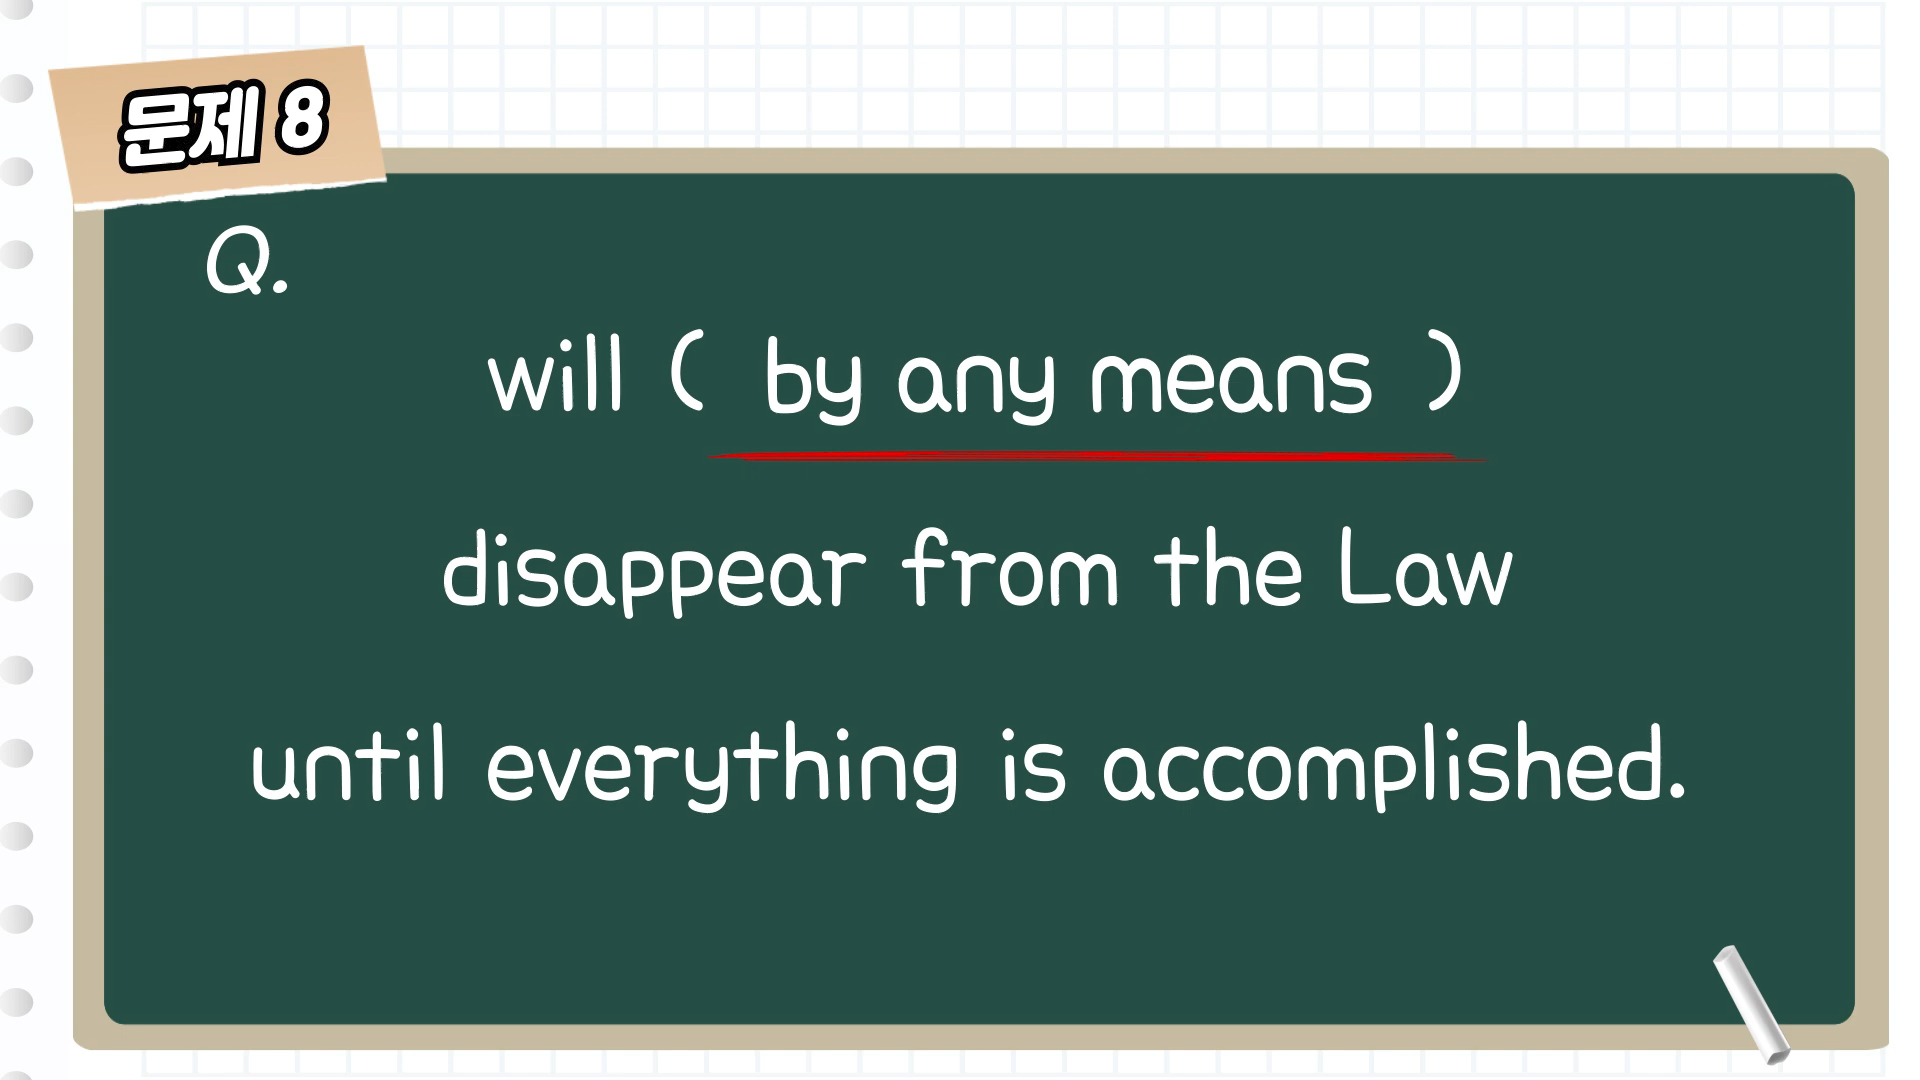 문제 8
Q.
will ( by any means )
disappear from the Law
until everything is accomplished.